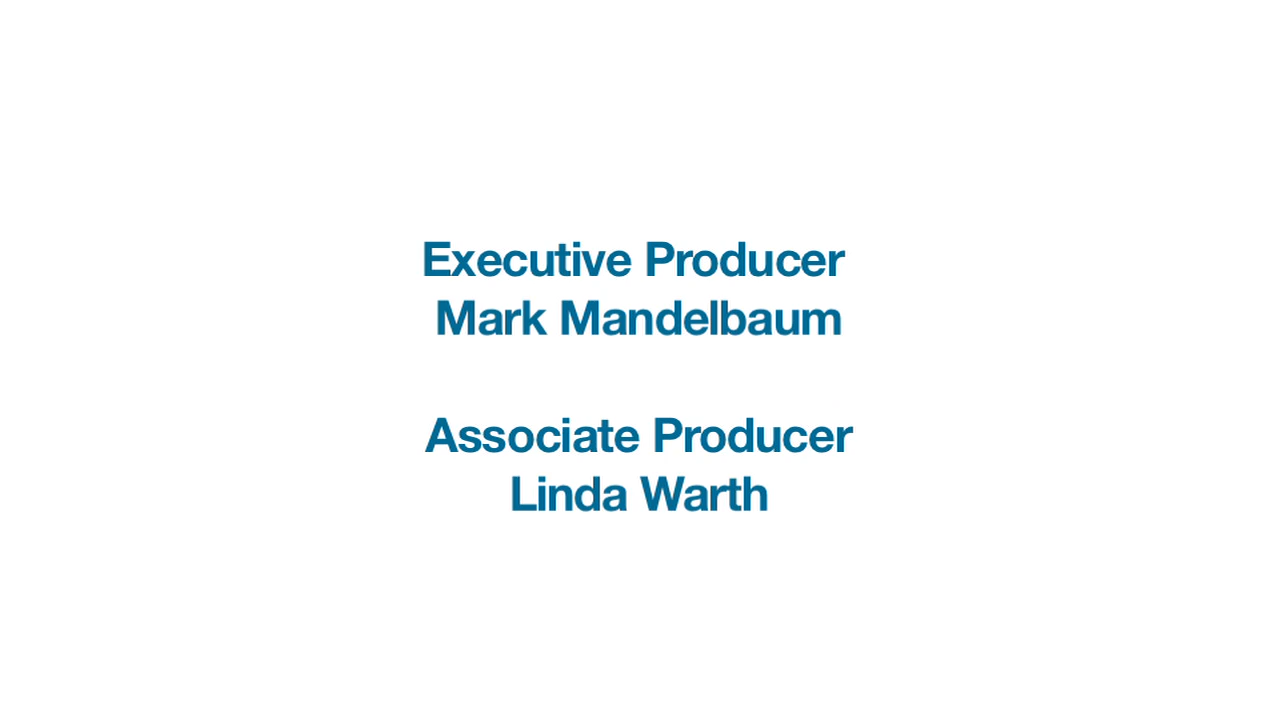 Executive Producer
Mark Mandelbaum
Associate Producer
Linda Warth